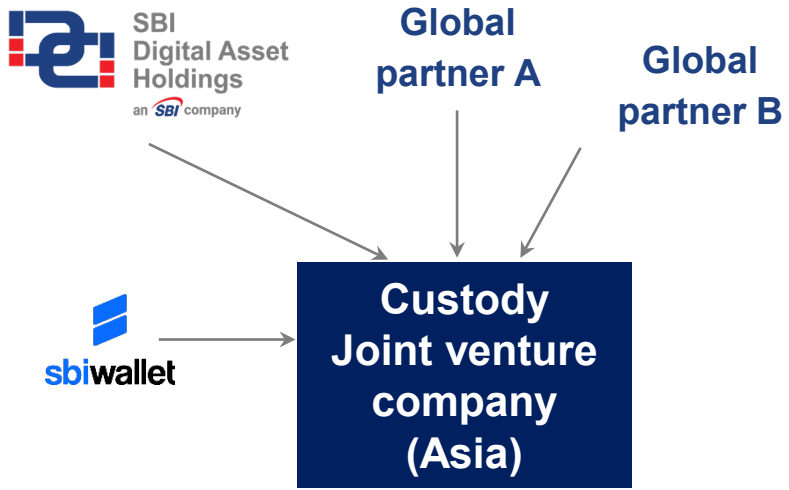 SBI
Digital Asset
Holdings
an SBI company
Global
partner A
Global
partner B
sbiwallet
Custody
Joint venture
company
(Asia)